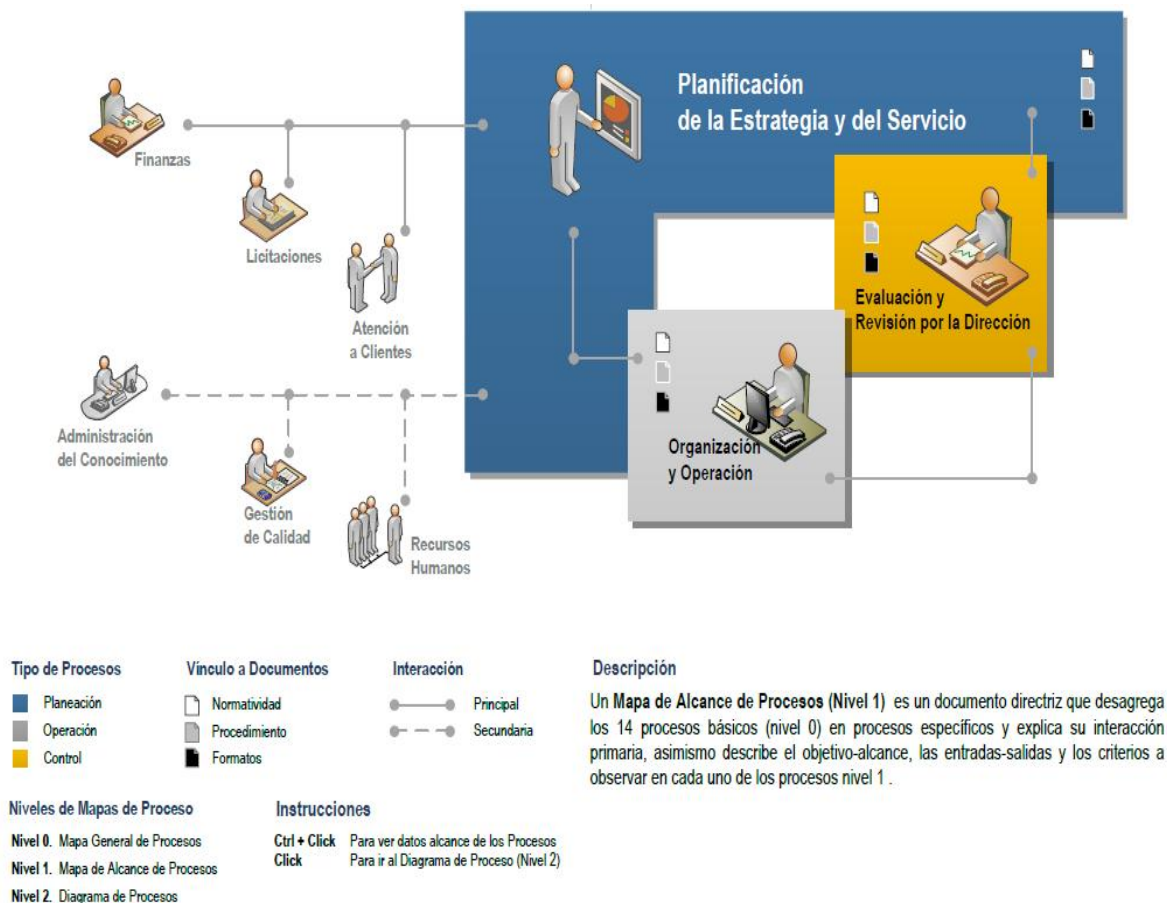 Planificación
de la Estrategia y del Servicio
Finanzas
Licitaciones
Atención
a Clientes
Evaluación y
Revisión por la Dirección
Administración
del Conocimiento
Organización
y Operación
Gestión
de Calidad
Recursos
Humanos
Tipo de Procesos
Planeación
Operación
Control
Vínculo a Documentos
Normatividad
Procedimiento
Formatos
Interacción
Principal
Secundaria
Descripción
Un Mapa de Alcance de Procesos (Nivel 1) es un documento directriz que desagrega
los 14 procesos básicos (nivel 0) en procesos específicos y explica su interacción
primaria, asimismo describe el objetivo-alcance, las entradas-salidas y los criterios a
observar en cada uno de los procesos nivel 1 .
Niveles de Mapas de Proceso
Nivel 0. Mapa General de Procesos
Nivel 1. Mapa de Alcance de Procesos
Nivel 2. Diagrama de Procesos
Instrucciones
Ctrl + Click Para ver datos alcance de los Procesos
Click Para ir al Diagrama de Proceso (Nivel 2)